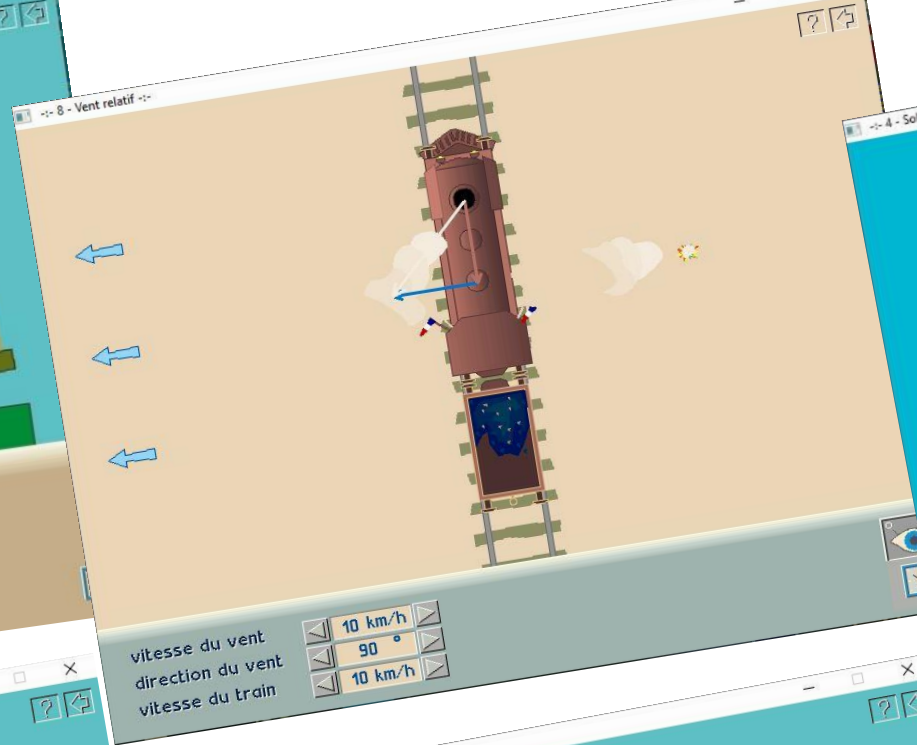 -:- 8 - Vent relatif -:-
-:- 4 - Sol
vitesse du vent 10 km/h
direction du vent 90 °
vitesse du train 10 km/h